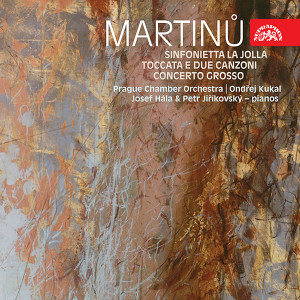 MARTINŮ
SUPRAPHON
SINFONIETTA LA JOLLA
TOCCATA E DUE CANZONI
CONCERTO GROSSO
Prague Chamber Orchestra | Ondřej Kukal
Josef Hála & Petr Jiříkovský – pianos